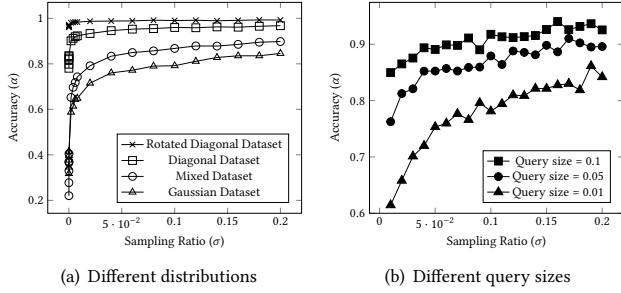 1
0.8
0.6
0.4
0.2
Accuracy (α)
Rotated Diagonal Dataset
Diagonal Dataset
Mixed Dataset
Gaussian Dataset
0 5 · 10⁻² 0.1 0.15 0.2
Sampling Ratio (σ)
(a) Different distributions
0.9
0.8
0.7
0.6
Accuracy (α)
Query size = 0.1
Query size = 0.05
Query size = 0.01
0 5 · 10⁻² 0.1 0.15 0.2
Sampling Ratio (σ)
(b) Different query sizes